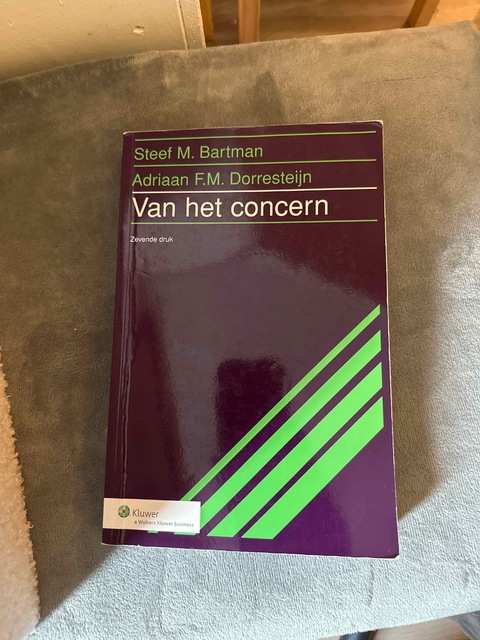 Steef M. Bartman
Adriaan F.M. Dorresteijn
Van het concern
Zevende druk
Kluwer
a Wolters Kluwer business